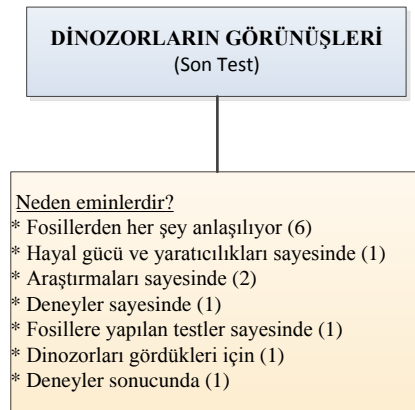 DİNOZORLARIN GÖRÜNÜŞLERİ
(Son Test)
Neden eminlerdir?
* Fosillerden her şey anlaşılıyor (6)
* Hayal gücü ve yaratıcılıkları sayesinde (1)
* Araştırmaları sayesinde (2)
* Deneyler sayesinde (1)
* Fosillere yapılan testler sayesinde (1)
* Dinozorları gördükleri için (1)
* Deneyler sonucunda (1)